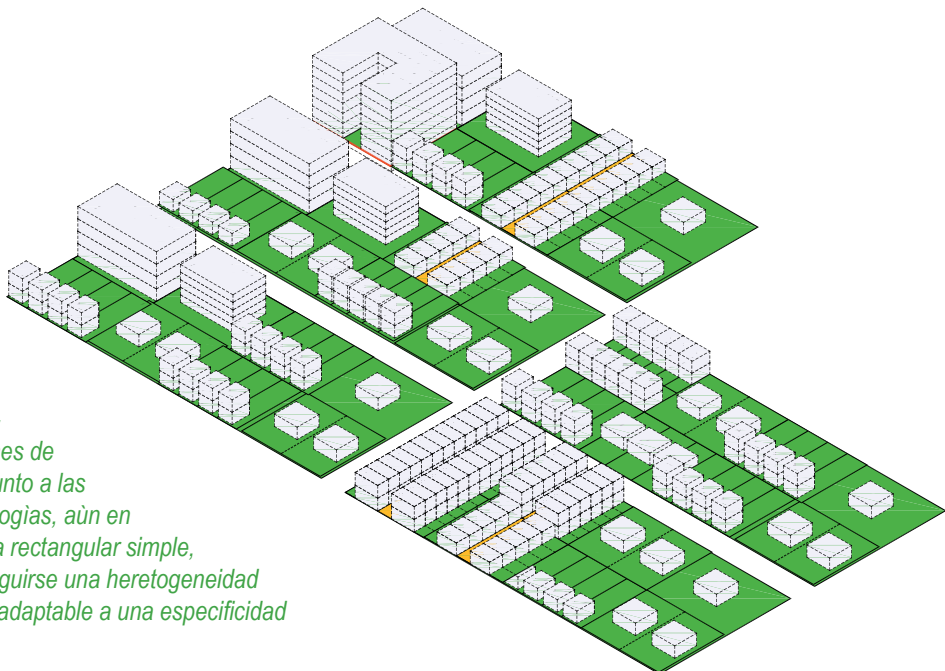 es de
unto a las
ogias, aùn en
a rectangular simple,
guirse una heretogeneidad
adaptable a una especificidad